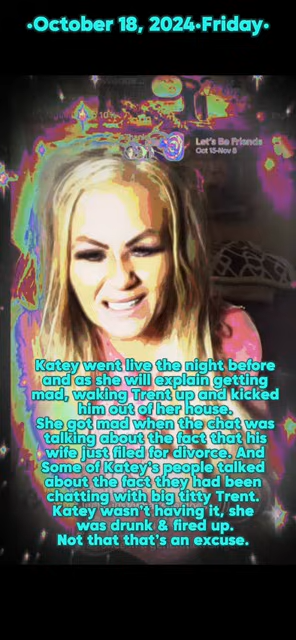 •October 18, 2024•Friday•
Let's Be Friends
Oct 15-Nov 8
Katey went live the night before
and as she will explain getting
mad, waking Trent up and kicked
him out of her house.
She got mad when the chat was
talking about the fact that his
wife just filed for divorce. And
Some of Katey's people talked
about the fact they had been
chatting with big titty Trent.
Katey wasn't having it, she
was drunk & fired up.
Not that that's an excuse.